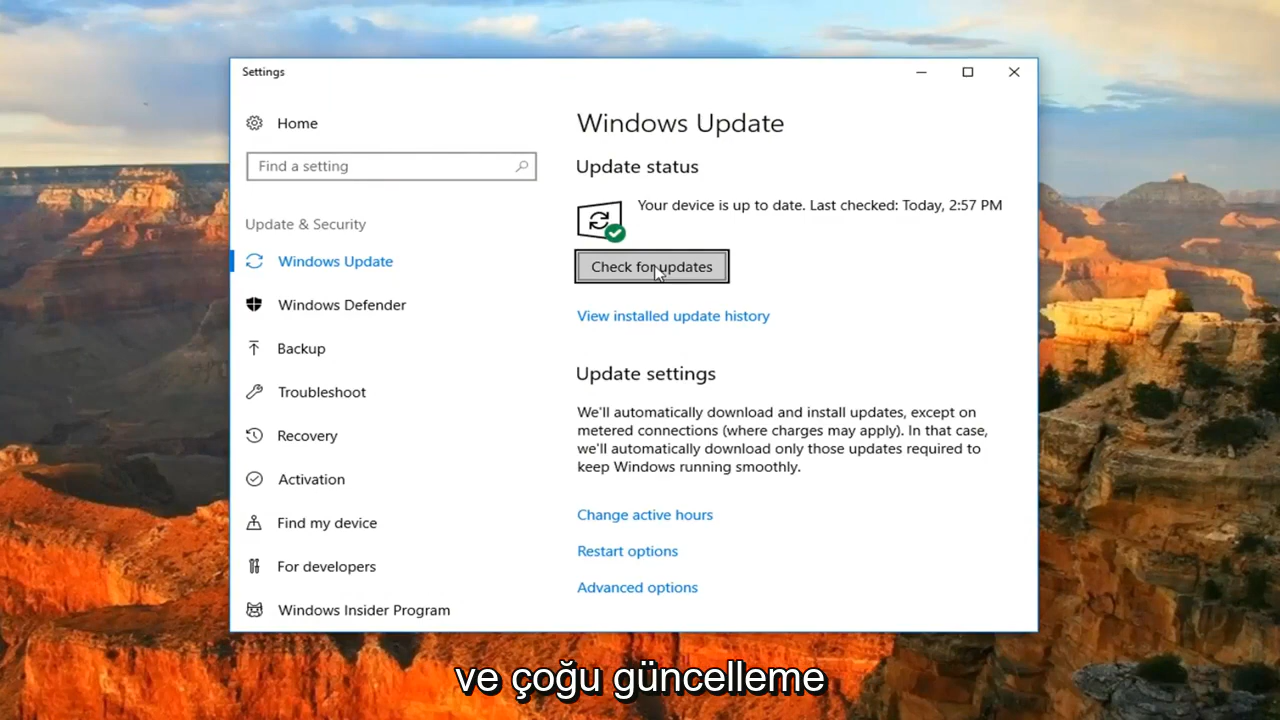 Settings
Home
Find a setting
Update & Security
Windows Update
Windows Defender
Backup
Troubleshoot
Recovery
Activation
Find my device
For developers
Windows Insider Program
Windows Update
Update status
Your device is up to date. Last checked: Today, 2:57 PM
Check for updates
View installed update history
Update settings
We'll automatically download and install updates, except on
metered connections (where charges may apply). In that case,
we'll automatically download only those updates required to
keep Windows running smoothly.
Change active hours
Restart options
Advanced options
ve çoğu güncelleme